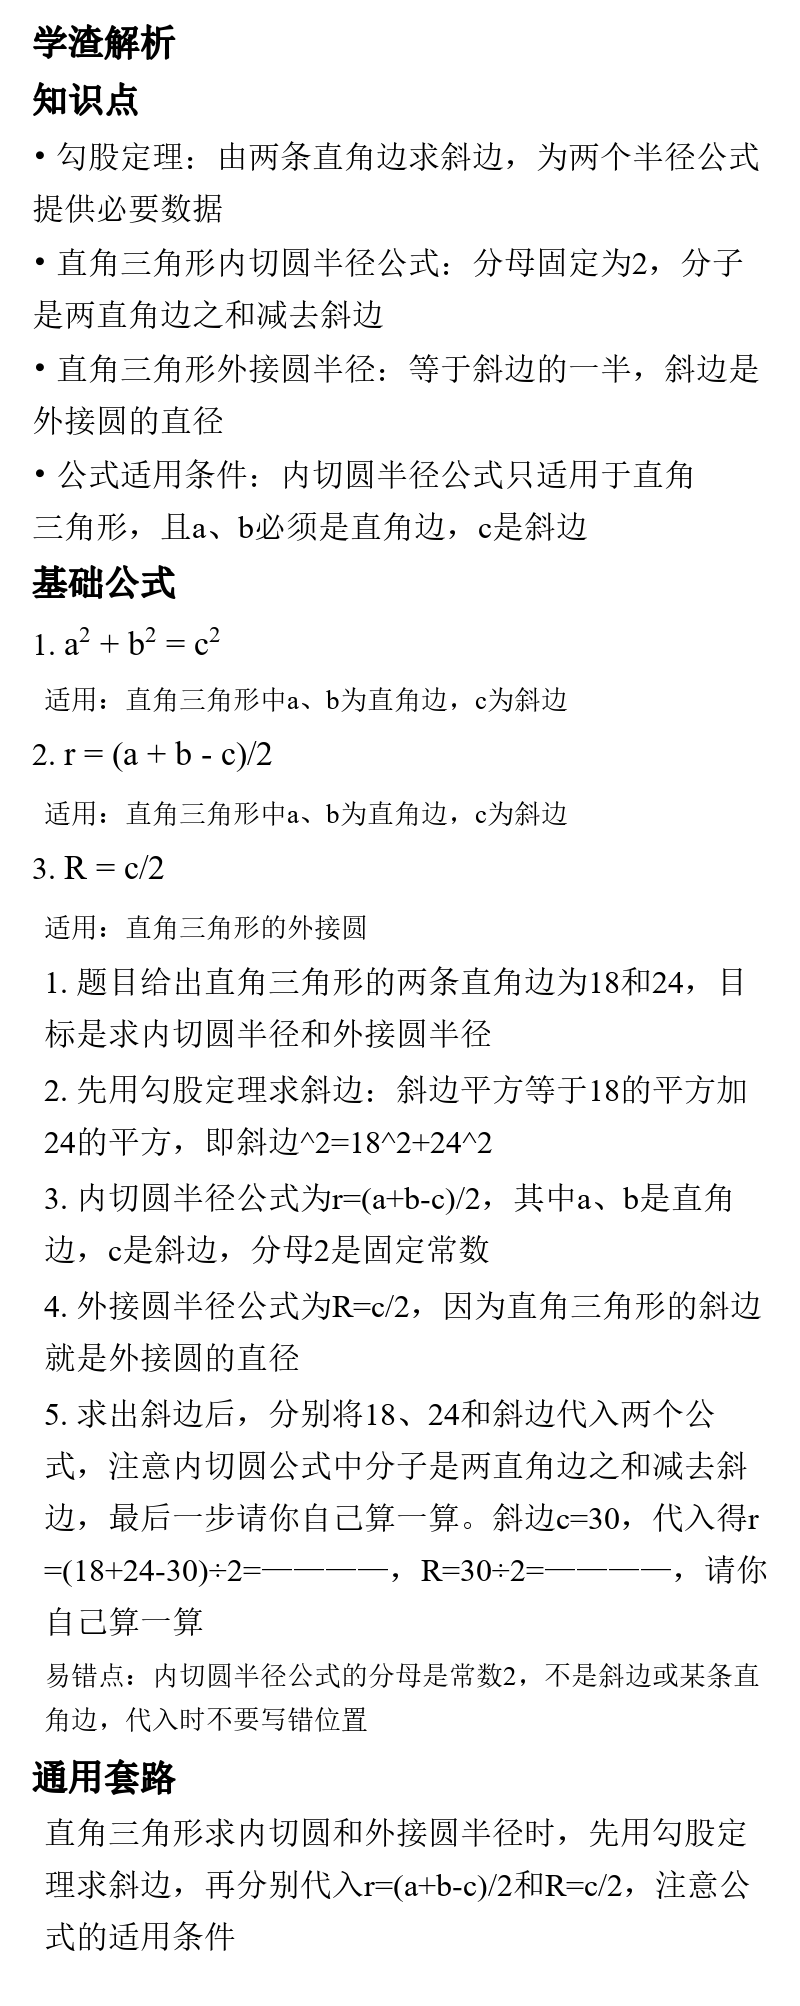 学渣解析
知识点
• 勾股定理：由两条直角边求斜边，为两个半径公式
提供必要数据
• 直角三角形内切圆半径公式：分母固定为2，分子
是两直角边之和减去斜边
• 直角三角形外接圆半径：等于斜边的一半，斜边是
外接圆的直径
• 公式适用条件：内切圆半径公式只适用于直角
三角形，且a、b必须是直角边，c是斜边
基础公式
1. a² + b² = c²
适用：直角三角形中a、b为直角边，c为斜边
2. r = (a + b - c)/2
适用：直角三角形中a、b为直角边，c为斜边
3. R = c/2
适用：直角三角形的外接圆
1. 题目给出直角三角形的两条直角边为18和24，目
标是求内切圆半径和外接圆半径
2. 先用勾股定理求斜边：斜边平方等于18的平方加
24的平方，即斜边^2=18^2+24^2
3. 内切圆半径公式为r=(a+b-c)/2，其中a、b是直角
边，c是斜边，分母2是固定常数
4. 外接圆半径公式为R=c/2，因为直角三角形的斜边
就是外接圆的直径
5. 求出斜边后，分别将18、24和斜边代入两个公
式，注意内切圆公式中分子是两直角边之和减去斜
边，最后一步请你自己算一算。斜边c=30，代入得r
=(18+24-30)÷2=————，R=30÷2=————，请你
自己算一算
易错点：内切圆半径公式的分母是常数2，不是斜边或某条直
角边，代入时不要写错位置
通用套路
直角三角形求内切圆和外接圆半径时，先用勾股定
理求斜边，再分别代入r=(a+b-c)/2和R=c/2，注意公
式的适用条件